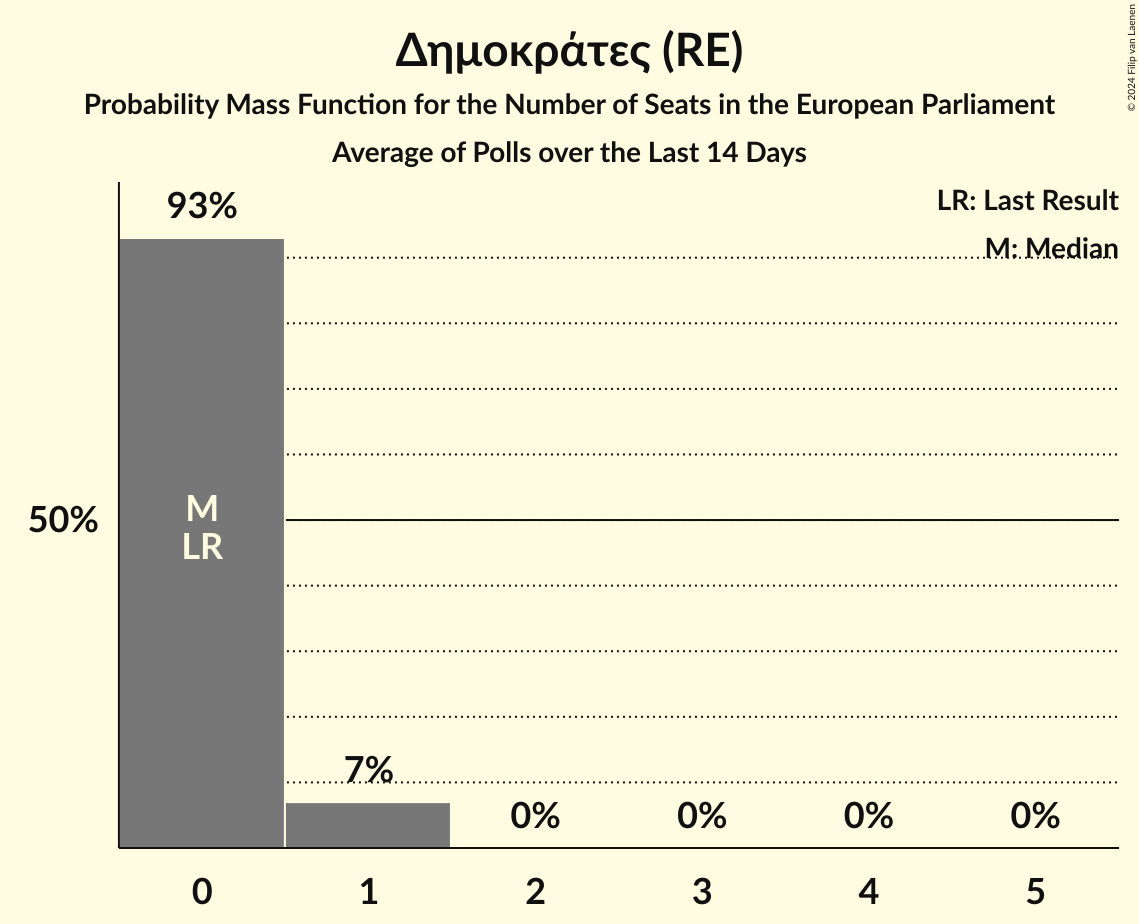 Δημοκράτες (RE)
Probability Mass Function for the Number of Seats in the European Parliament
Average of Polls over the Last 14 Days
© 2024 Filip van Laenen
LR: Last Result
M: Median
93%
50%
M
LR
7%
0%
0%
0%
0%
0
1
2
3
4
5